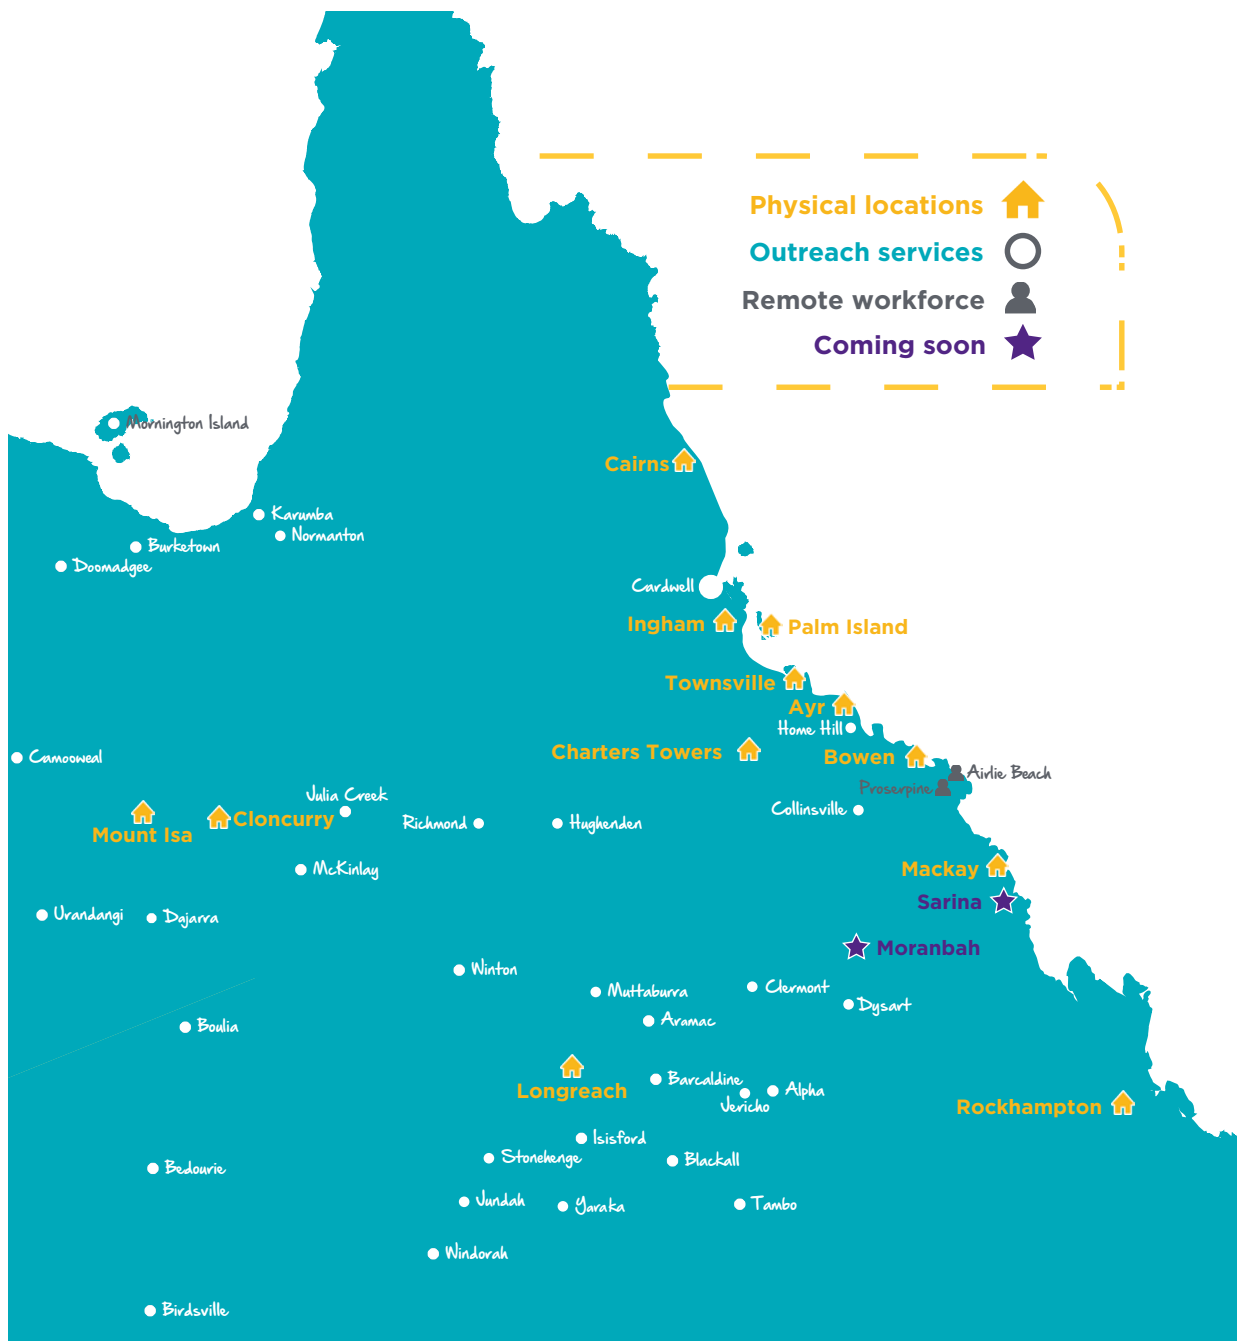 Physical locations
Outreach services
Remote workforce
Coming soon
Mornington Island
Cairns
Karumba
Normanton
Burketown
Doomadgee
Cardwell
Ingham
Palm Island
Townsville
Ayr
Home Hill
Charters Towers
Bowen
Camooweal
Airlie Beach
Proserpine
Julia Creek
Collinsville
Cloncurry
Richmond
Hughenden
Mount Isa
McKinlay
Mackay
Sarina
Urandangi
Dajarra
Moranbah
Winton
Muttaburra
Clermont
Dysart
Aramac
Boulia
Barcaldine
Longreach
Alpha
Jericho
Rockhampton
Isisford
Stonehenge
Blackall
Bedourie
Jundah
Yaraka
Tambo
Windorah
Birdsville